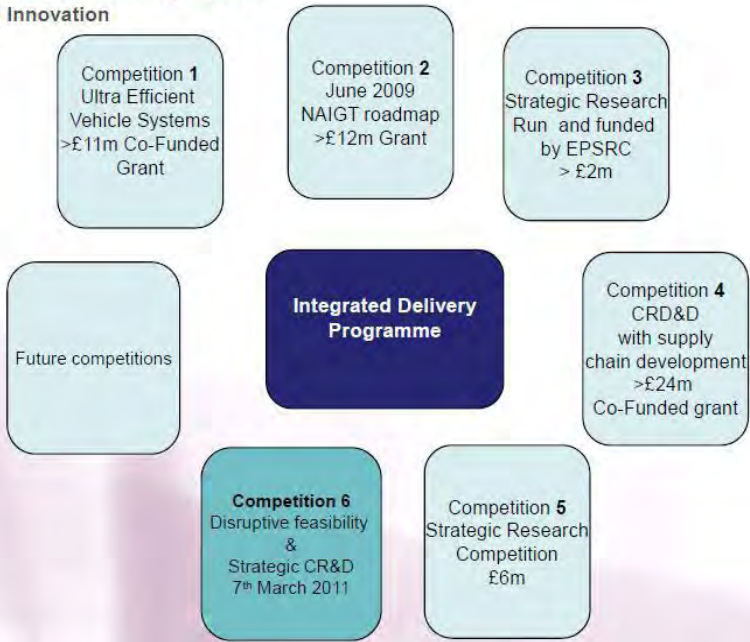 Innovation
Competition 1
Ultra Efficient
Vehicle Systems
>£11m Co-Funded
Grant
Competition 2
June 2009
NAIGT roadmap
>£12m Grant
Competition 3
Strategic Research
Run and funded
by EPSRC
> £2m
Integrated Delivery
Programme
Competition 4
CRD&D
with supply
chain development
>£24m
Co-Funded grant
Future competitions
Competition 6
Disruptive feasibility
&
Strategic CR&D
7th March 2011
Competition 5
Strategic Research
Competition
£6m